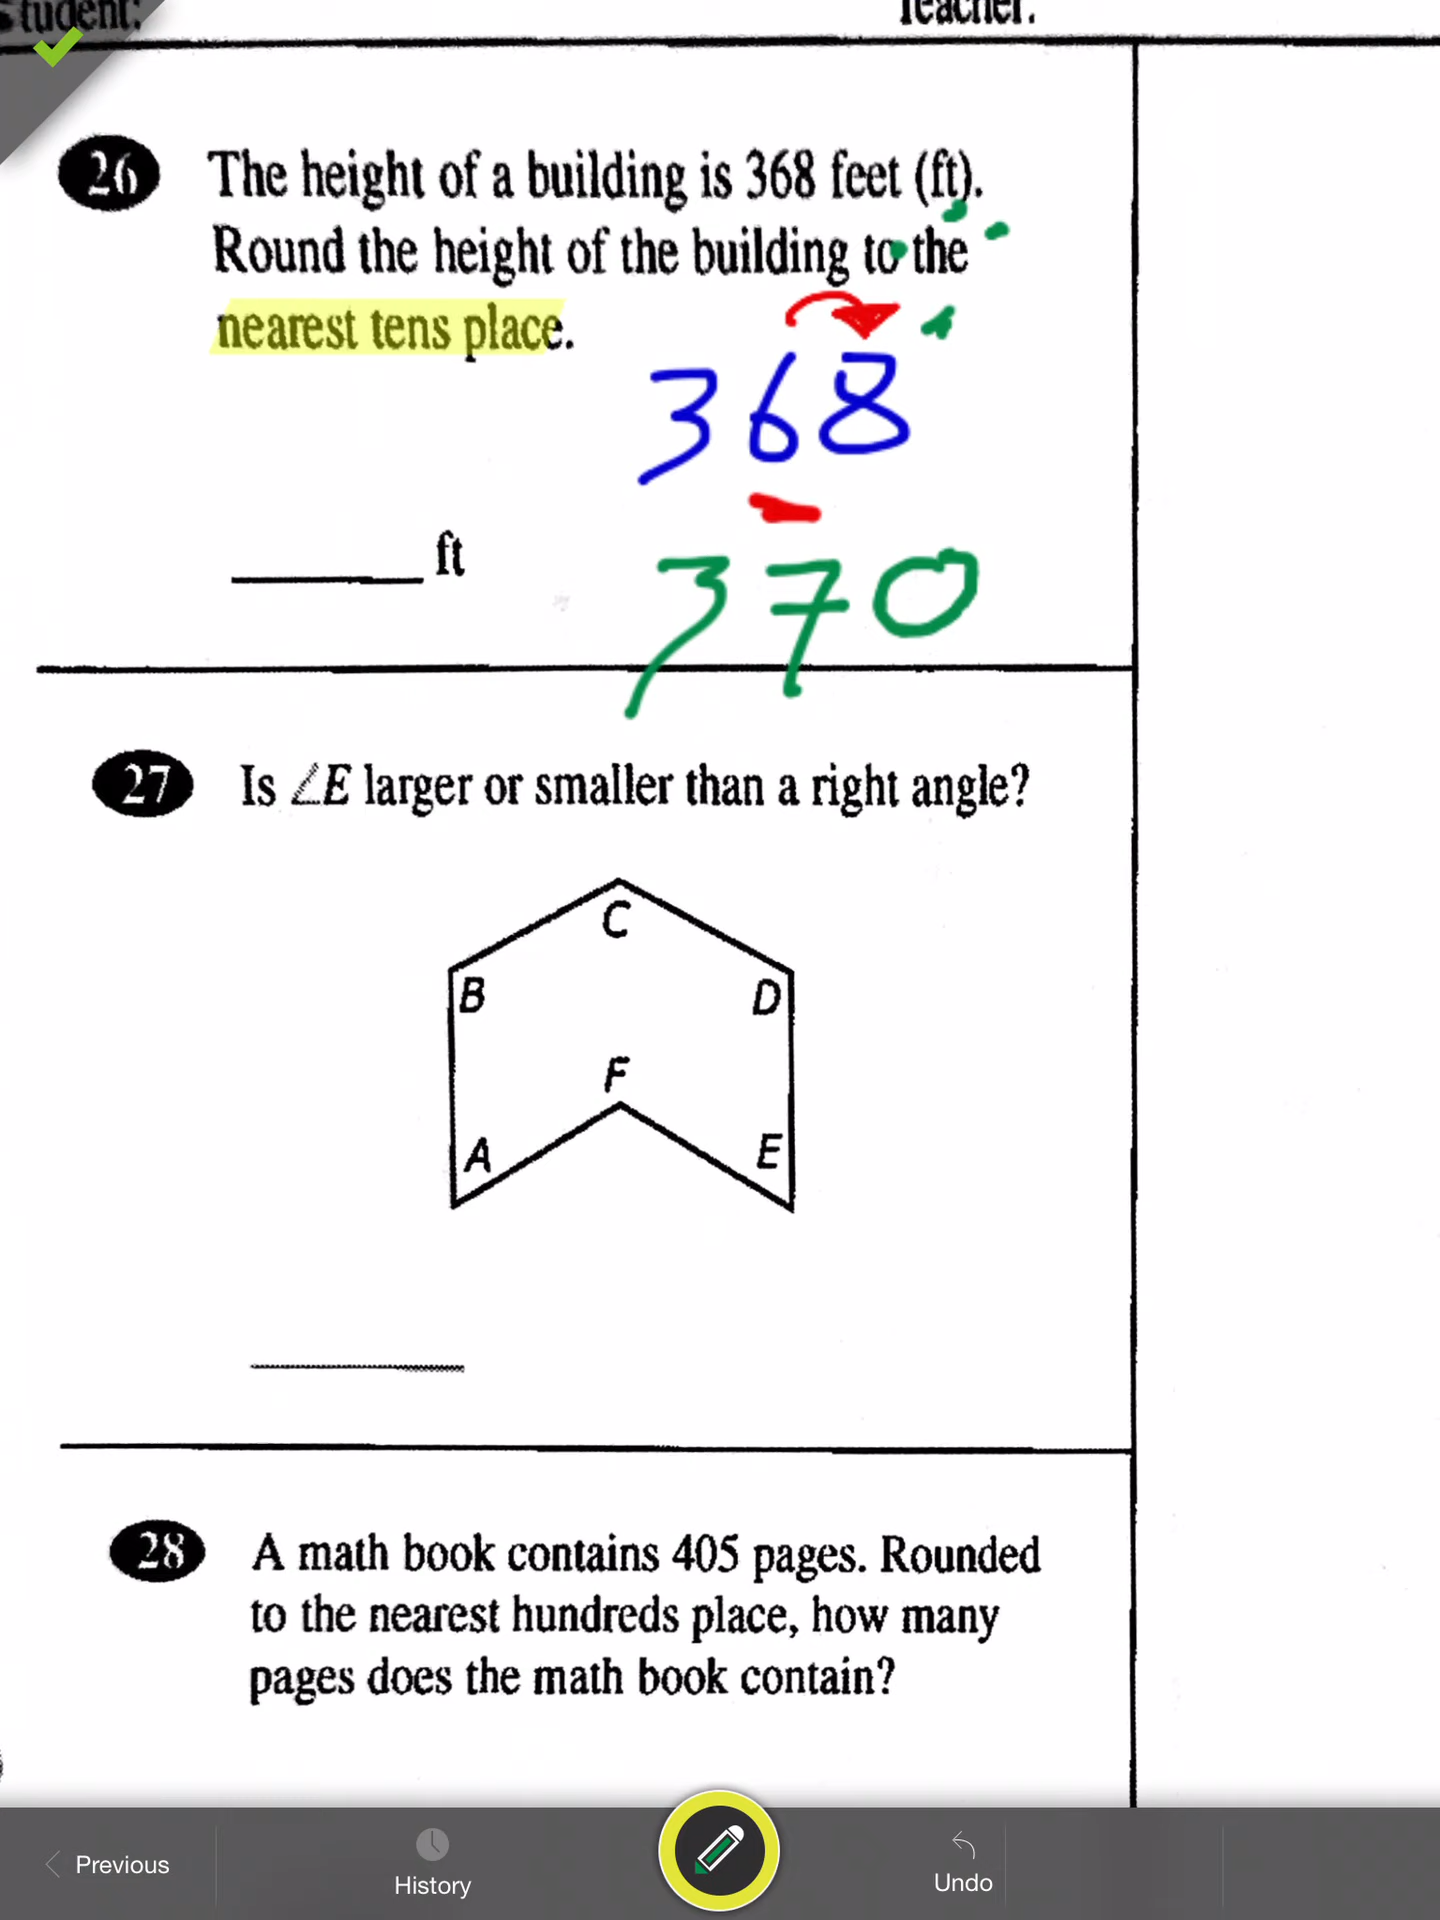 Student:
Teacher:
26 The height of a building is 368 feet (ft).
Round the height of the building to the
nearest tens place.
368
____ ft
370
27 Is ∠E larger or smaller than a right angle?
C
B
D
F
A
E
28 A math book contains 405 pages. Rounded
to the nearest hundreds place, how many
pages does the math book contain?
Previous
History
Undo